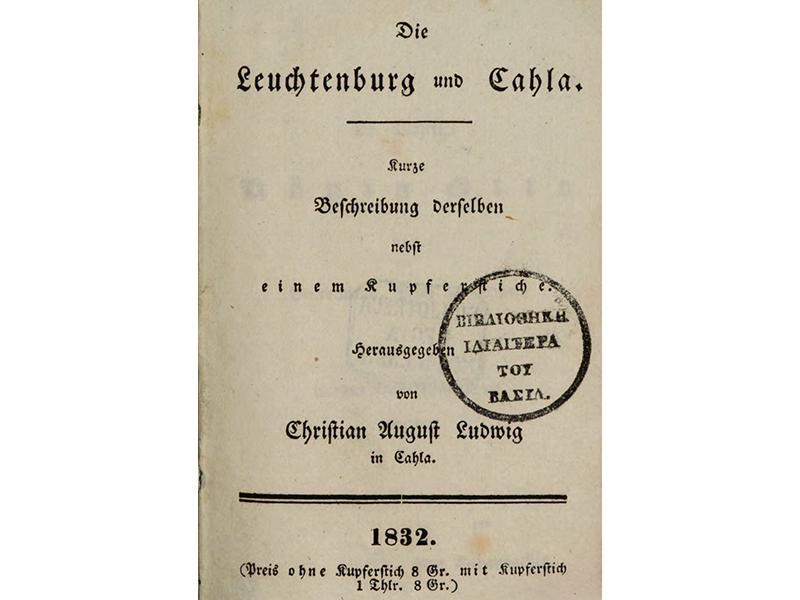 Die
Leuchtenburg und Cahla.
Kurze
Beschreibung derselben
nebst
einem Kupferstiche.
Herausgegeben
von
Christian August Ludwig
in Cahla.
1832.
(Preis ohne Kupferstich 8 Gr. mit Kupferstich
1 Thlr. 8 Gr.)
ΒΙΒΛΙΟΘΗΚΗ
ΙΔΙΑΙΤΕΡΑ
ΤΟΥ
ΒΑΣΙΛ.